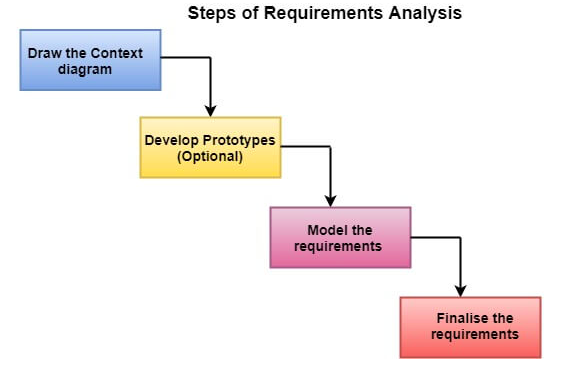 Steps of Requirements Analysis
Draw the Context
diagram
Develop Prototypes
(Optional)
Model the
requirements
Finalise the
requirements